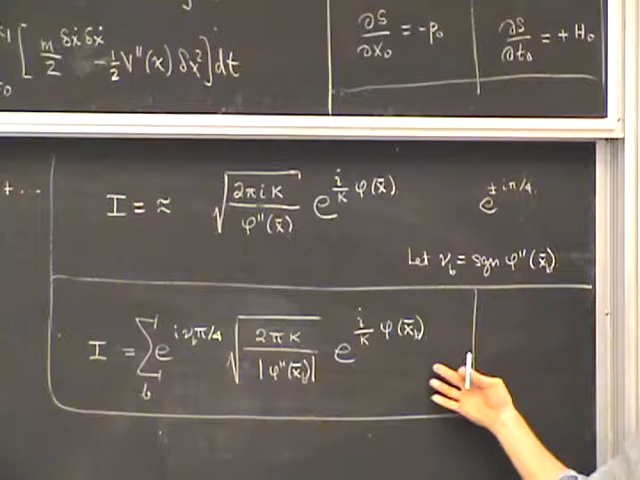 [ m/2 δẋ δẋ - 1/2 V''(x) δx² ] dt
∂S/∂x₀ = -p₀
∂S/∂t₀ = + H₀
+ ...
I = ≈ √(2πiκ / φ''(x̄)) e^{i/κ φ(x̄)}
e^{± iπ/4}
Let ν_b = sgn φ''(x̄_b)
I = Σ_b e^{iν_b π/4} √(2πκ / |φ''(x̄_b)|) e^{i/κ φ(x̄_b)}